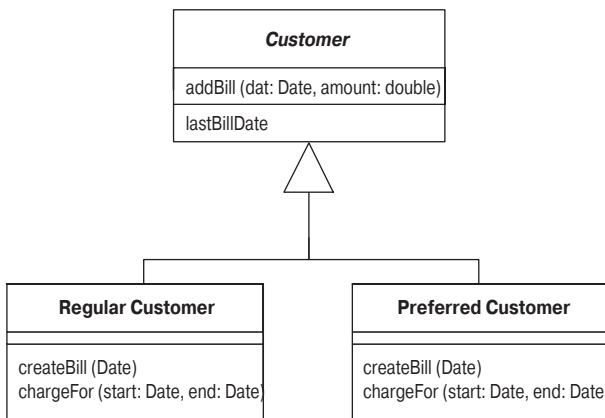 Customer
addBill (dat: Date, amount: double)
lastBillDate
Regular Customer
createBill (Date)
chargeFor (start: Date, end: Date)
Preferred Customer
createBill (Date)
chargeFor (start: Date, end: Date